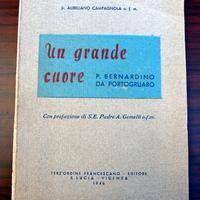 P. AURELIANO CAMPAGNOLA o. f. m.
Un grande
cuore
P. BERNARDINO
DA PORTOGRUARO
Con prefazione di S. E. Padre A. Gemelli o.f.m.
TERZ'ORDINE FRANCESCANO - EDITORE
S. LUCIA - VICENZA
1946